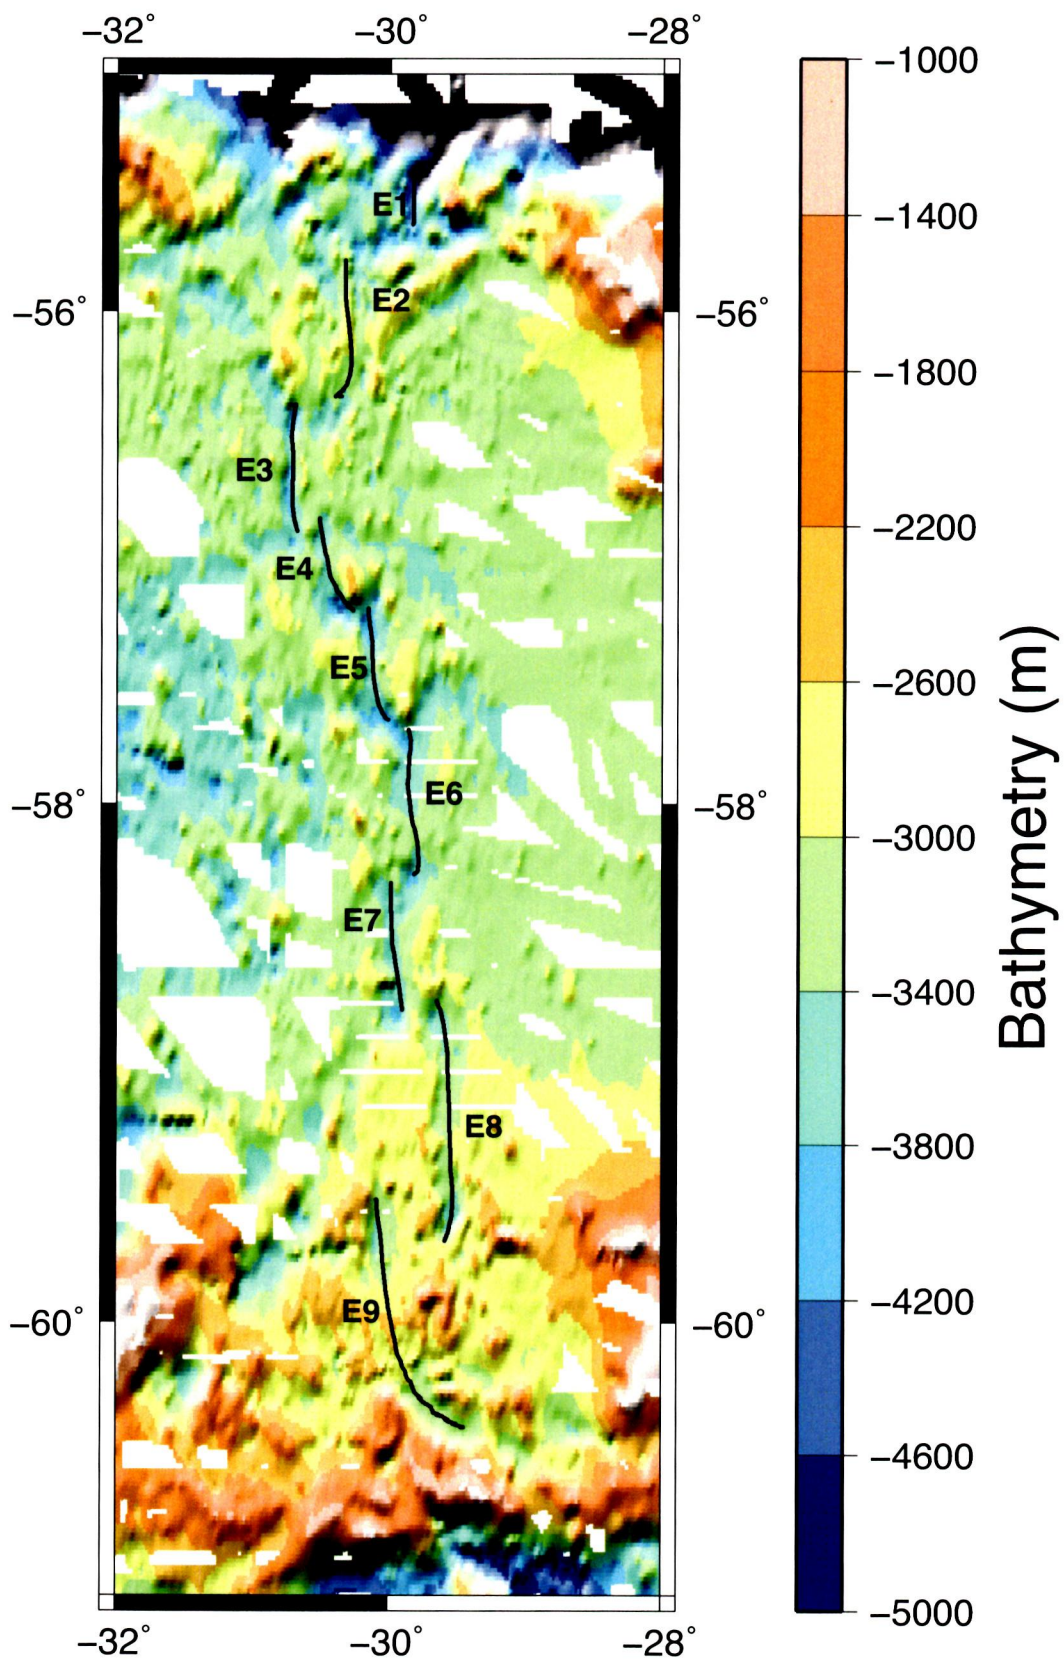 −32° −30° −28°
−1000
E1
−1400
E2
−56° −56°
−1800
E3
−2200
E4
−2600
E5
E6
−58° −58°
−3000
E7
−3400
E8
−3800
−4200
E9
−60° −60°
−4600
−5000
−32° −30° −28°
Bathymetry (m)